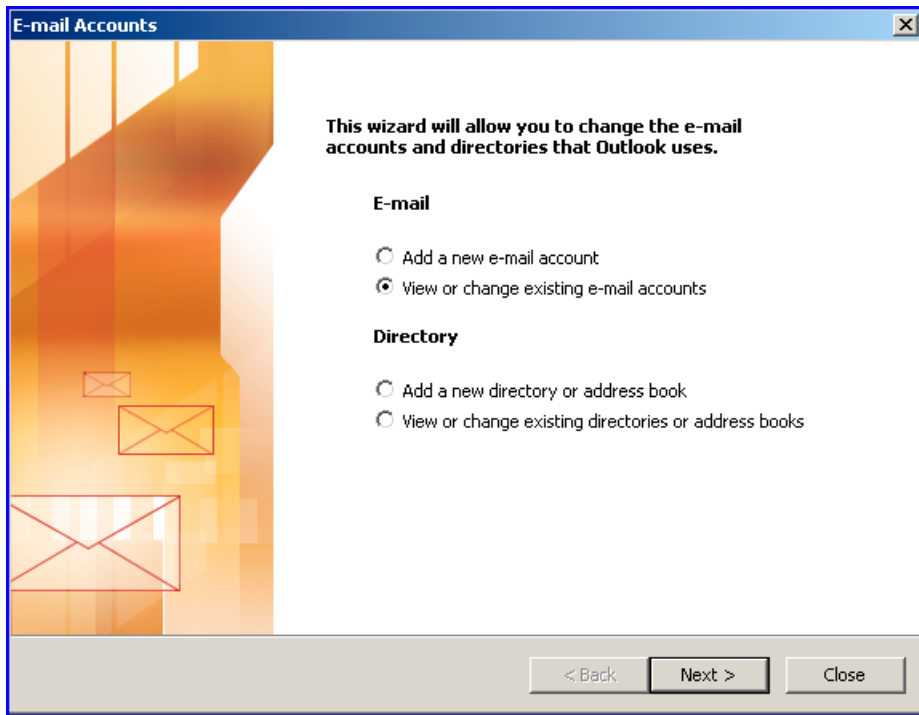 E-mail Accounts
This wizard will allow you to change the e-mail
accounts and directories that Outlook uses.
E-mail
Add a new e-mail account
View or change existing e-mail accounts
Directory
Add a new directory or address book
View or change existing directories or address books
< Back
Next >
Close